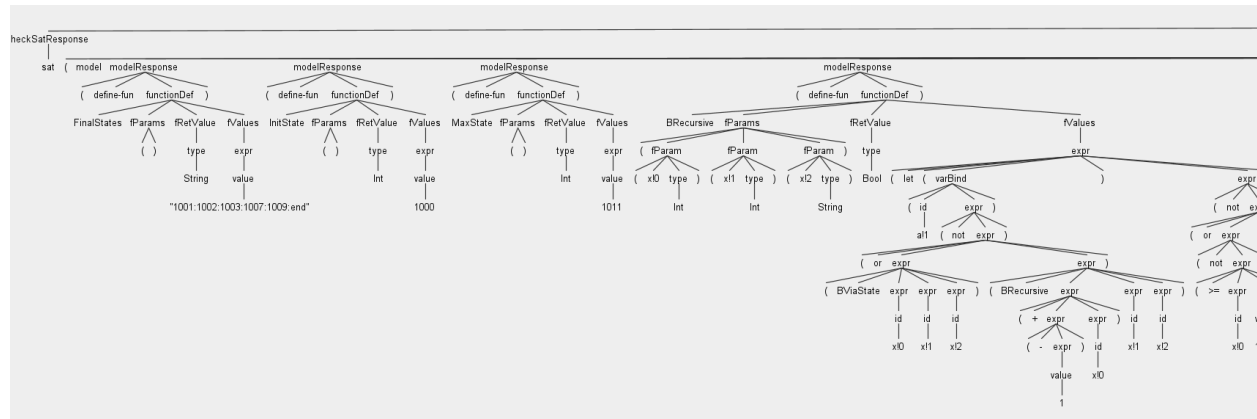 heckSatResponse
sat ( model modelResponse modelResponse modelResponse modelResponse
( define-fun functionDef ) ( define-fun functionDef ) ( define-fun functionDef ) ( define-fun functionDef )
FinalStates fParams fRetValue fValues InitState fParams fRetValue fValues MaxState fParams fRetValue fValues BRecursive fParams fRetValue fValues
( ) type expr ( ) type expr ( ) type expr ( fParam fParam fParam ) type expr
String value Int value Int value ( x!0 type ) ( x!1 type ) ( x!2 type ) Bool ( let ( varBind ) expr
"1001:1002:1003:1007:1009:end" 1000 1011 Int Int String ( id expr ) ( not
a!1 ( not expr ) ( or expr
( or expr expr ) ( not expr )
( BViaState expr expr expr ) ( BRecursive expr expr expr ) ( >= expr
id id id ( + expr expr ) id id id
x!0 x!1 x!2 ( - expr ) id x!1 x!2 x!0
value x!0
1